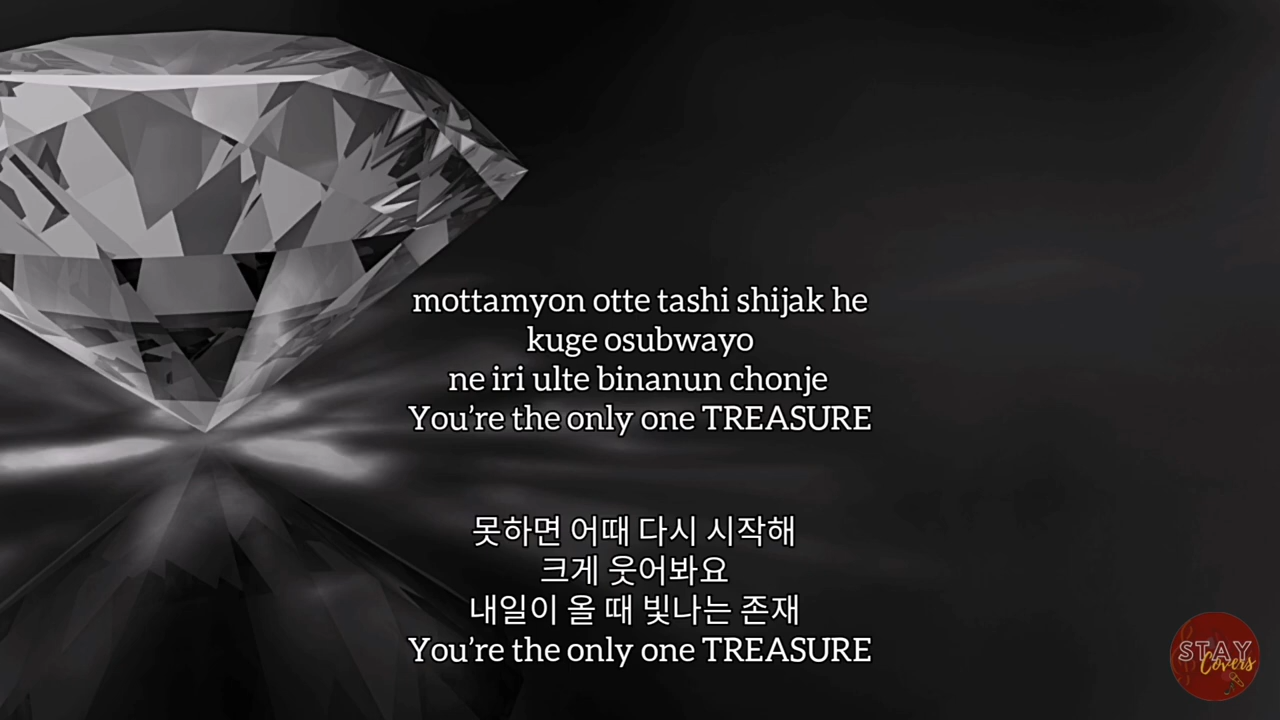 mottamyon otte tashi shijak he
kuge osubwayo
ne iri ulte binanun chonje
You're the only one TREASURE
못하면 어때 다시 시작해
크게 웃어봐요
내일이 올 때 빛나는 존재
You're the only one TREASURE
STAY
Covers